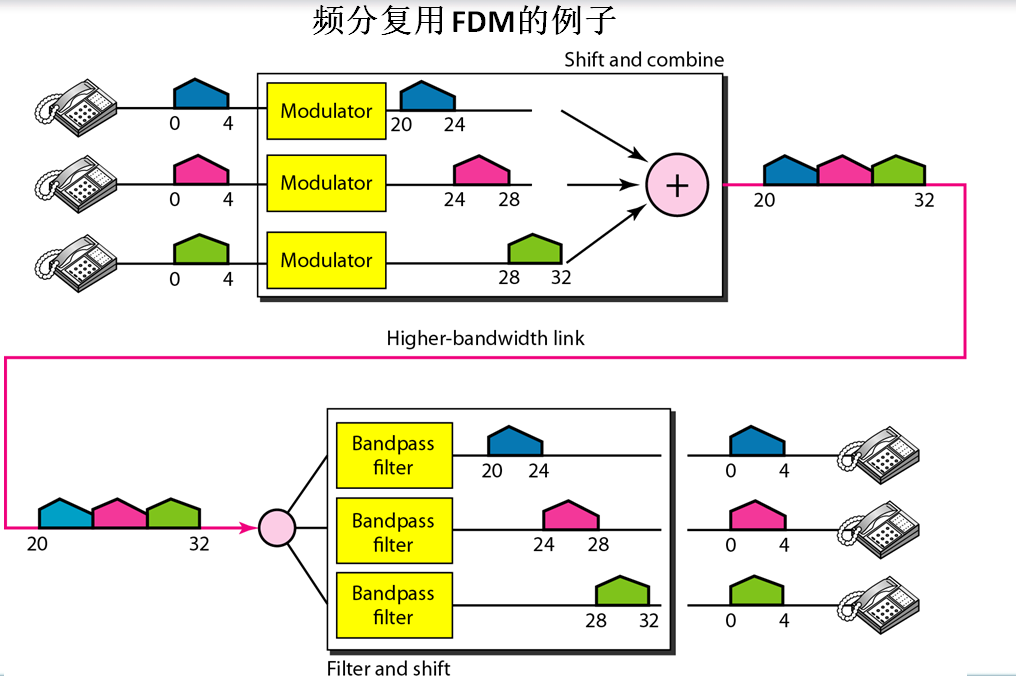 频分复用FDM的例子
Shift and combine
0 4 Modulator 20 24
0 4 Modulator 24 28
+
20 32
0 4 Modulator 28 32
Higher-bandwidth link
Bandpass
filter
20 24
0 4
20 32
Bandpass
filter
24 28
0 4
Bandpass
filter
28 32
0 4
Filter and shift